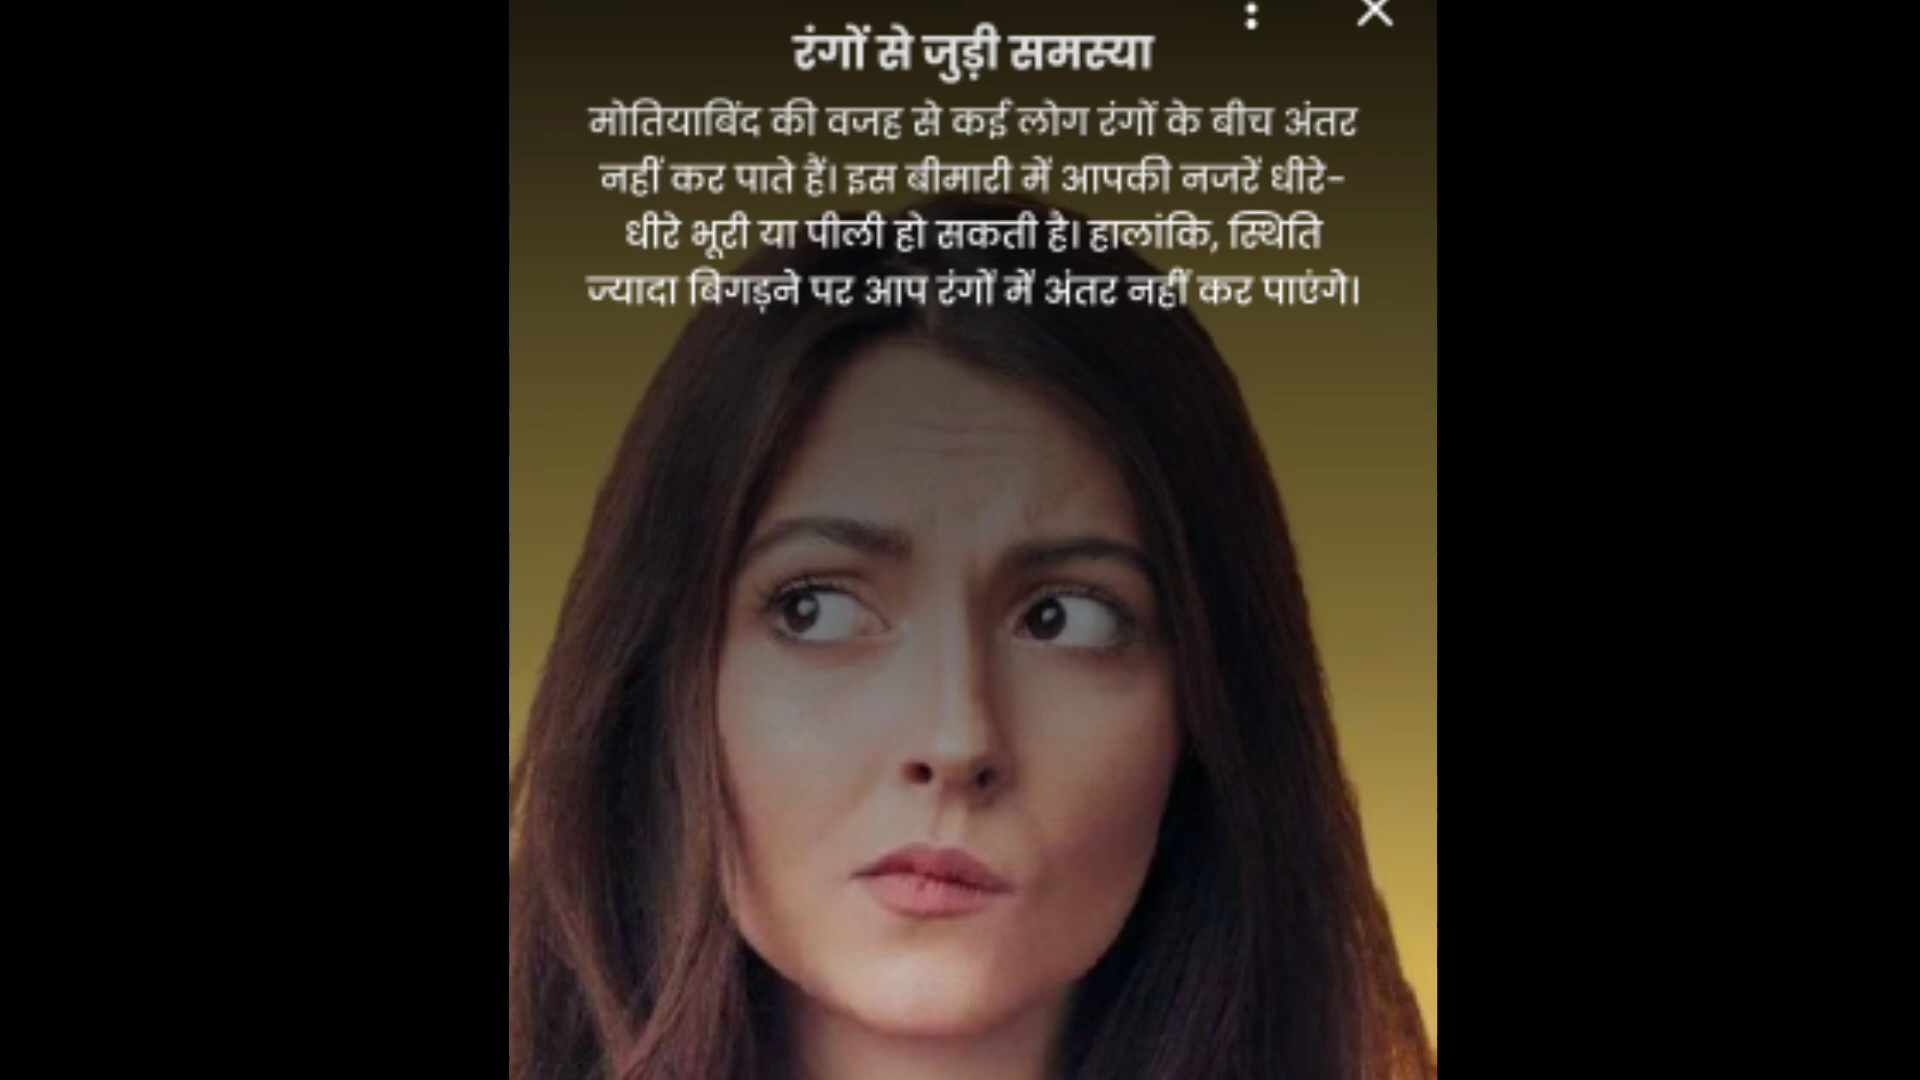 रंगों से जुड़ी समस्या
मोतियाबिंद की वजह से कई लोग रंगों के बीच अंतर
नहीं कर पाते हैं। इस बीमारी में आपकी नजरें धीरे-
धीरे भूरी या पीली हो सकती है। हालांकि, स्थिति
ज्यादा बिगड़ने पर आप रंगों में अंतर नहीं कर पाएंगे।